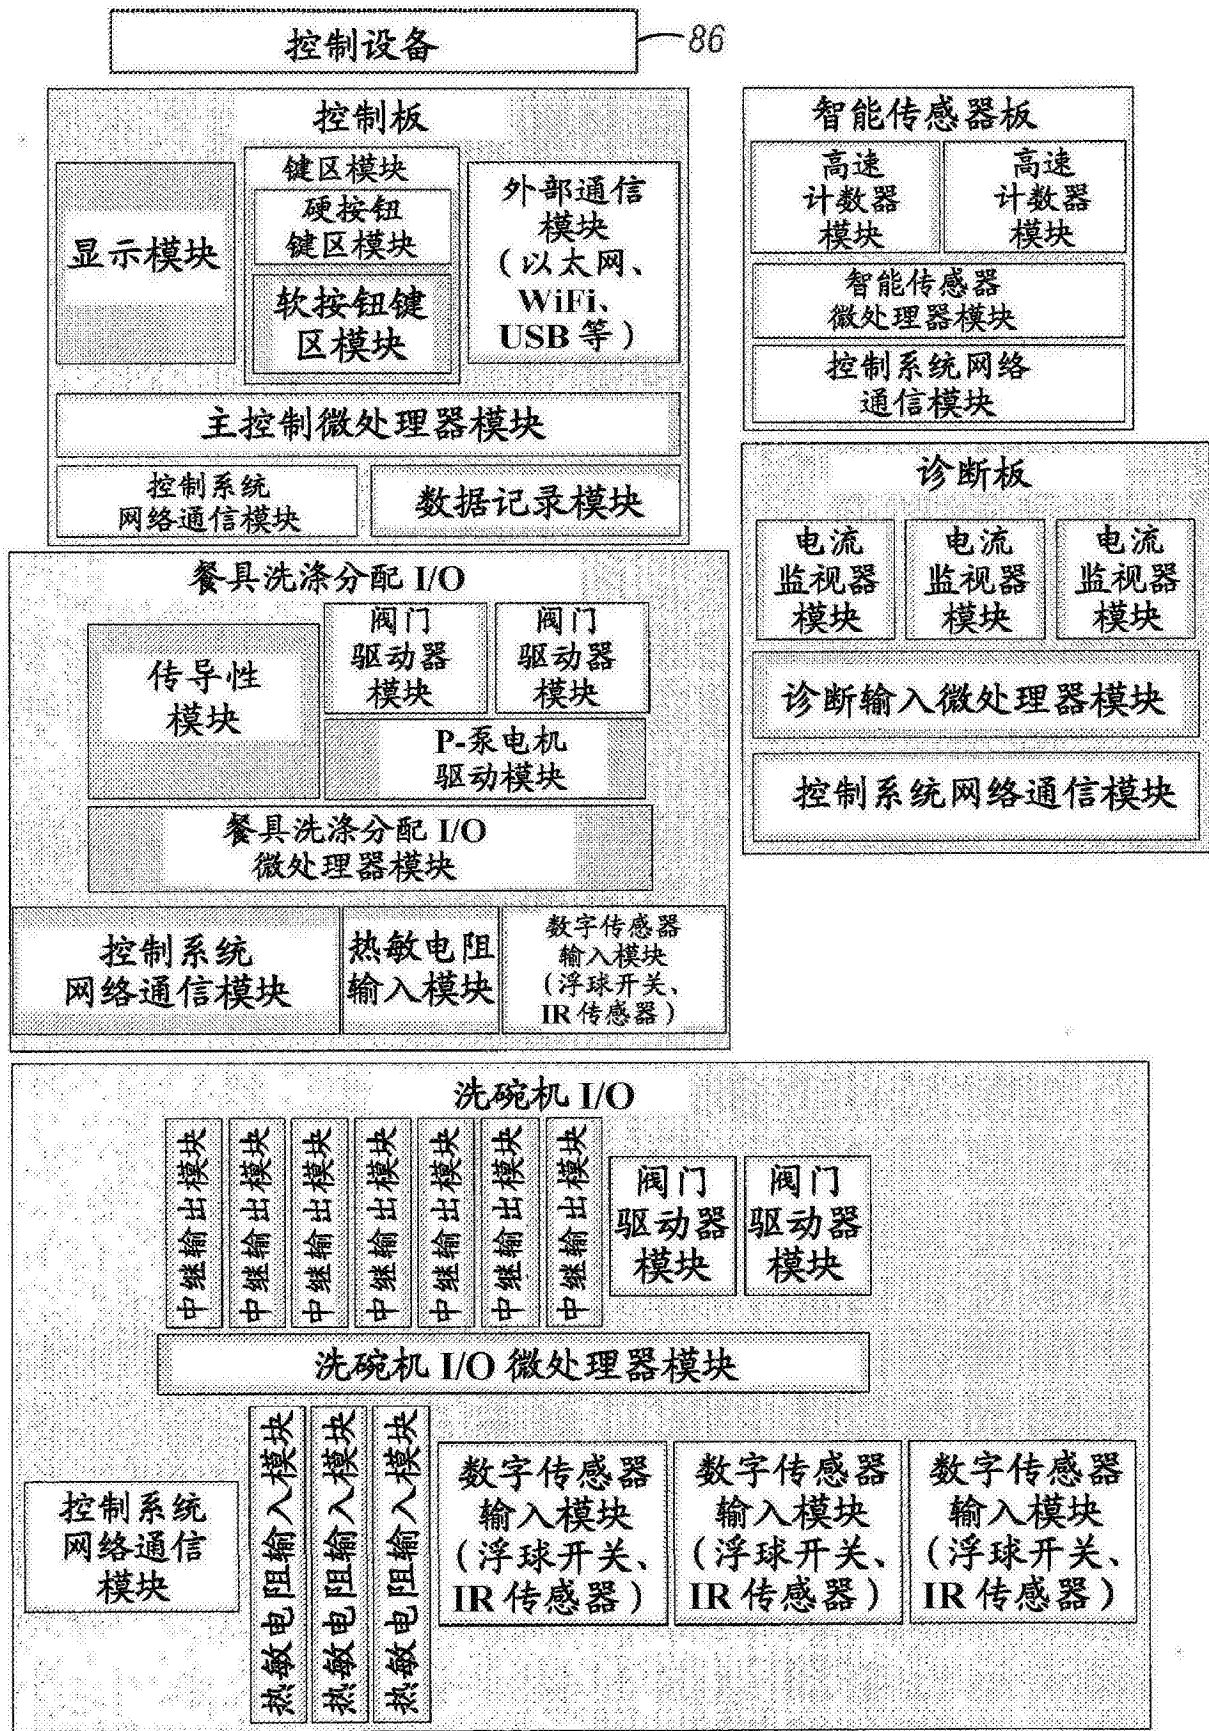 控制设备
86
控制板
显示模块
键区模块
硬按钮
键区模块
软按钮键
区模块
外部通信
模块
（以太网、
WiFi、
USB 等）
主控制微处理器模块
控制系统
网络通信模块
数据记录模块
智能传感器板
高速
计数器
模块
高速
计数器
模块
智能传感器
微处理器模块
控制系统网络
通信模块
诊断板
电流
监视器
模块
电流
监视器
模块
电流
监视器
模块
诊断输入微处理器模块
控制系统网络通信模块
餐具洗涤分配 I/O
传导性
模块
阀门
驱动器
模块
阀门
驱动器
模块
P-泵电机
驱动模块
餐具洗涤分配 I/O
微处理器模块
控制系统
网络通信模块
热敏电阻
输入模块
数字传感器
输入模块
（浮球开关、
IR 传感器）
洗碗机 I/O
中继输出模块
中继输出模块
中继输出模块
中继输出模块
中继输出模块
中继输出模块
中继输出模块
阀门
驱动器
模块
阀门
驱动器
模块
洗碗机 I/O 微处理器模块
控制系统
网络通信
模块
热敏电阻输入模块
热敏电阻输入模块
热敏电阻输入模块
数字传感器
输入模块
（浮球开关、
IR 传感器）
数字传感器
输入模块
（浮球开关、
IR 传感器）
数字传感器
输入模块
（浮球开关、
IR 传感器）